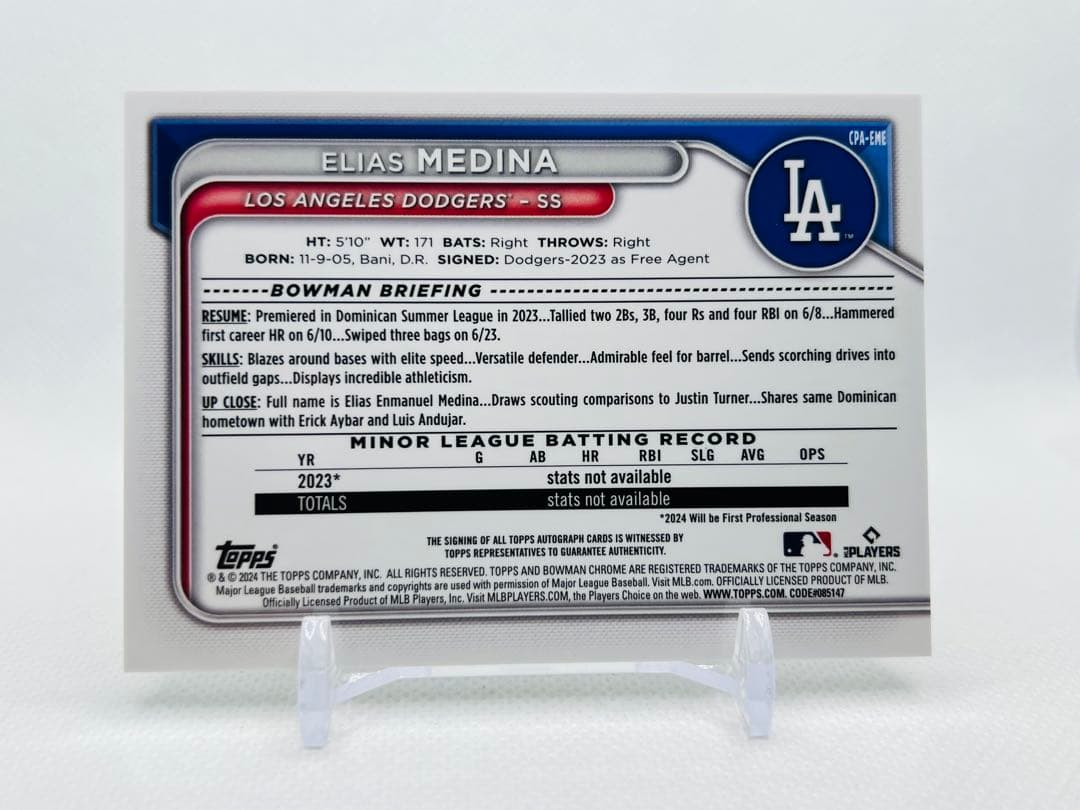 CPA-EME
ELIAS MEDINA
LOS ANGELES DODGERS® - SS
LA™
HT: 5'10" WT: 171 BATS: Right THROWS: Right
BORN: 11-9-05, Bani, D.R. SIGNED: Dodgers-2023 as Free Agent
BOWMAN BRIEFING
RESUME: Premiered in Dominican Summer League in 2023...Tallied two 2Bs, 3B, four Rs and four RBI on 6/8...Hammered
first career HR on 6/10...Swiped three bags on 6/23.
SKILLS: Blazes around bases with elite speed...Versatile defender...Admirable feel for barrel...Sends scorching drives into
outfield gaps...Displays incredible athleticism.
UP CLOSE: Full name is Elias Enmanuel Medina...Draws scouting comparisons to Justin Turner...Shares same Dominican
hometown with Erick Aybar and Luis Andujar.
MINOR LEAGUE BATTING RECORD
YR G AB HR RBI SLG AVG OPS
2023* stats not available
TOTALS stats not available
*2024 Will be First Professional Season
THE SIGNING OF ALL TOPPS AUTOGRAPH CARDS IS WITNESSED BY
TOPPS REPRESENTATIVES TO GUARANTEE AUTHENTICITY.
topps®
MLB PLAYERS
® & © 2024 THE TOPPS COMPANY, INC. ALL RIGHTS RESERVED. TOPPS AND BOWMAN CHROME ARE REGISTERED TRADEMARKS OF THE TOPPS COMPANY, INC.
Major League Baseball trademarks and copyrights are used with permission of Major League Baseball. Visit MLB.com. OFFICIALLY LICENSED PRODUCT OF MLB.
Officially Licensed Product of MLB Players, Inc. Visit MLBPLAYERS.COM, the Players Choice on the web. WWW.TOPPS.COM. CODE#085147